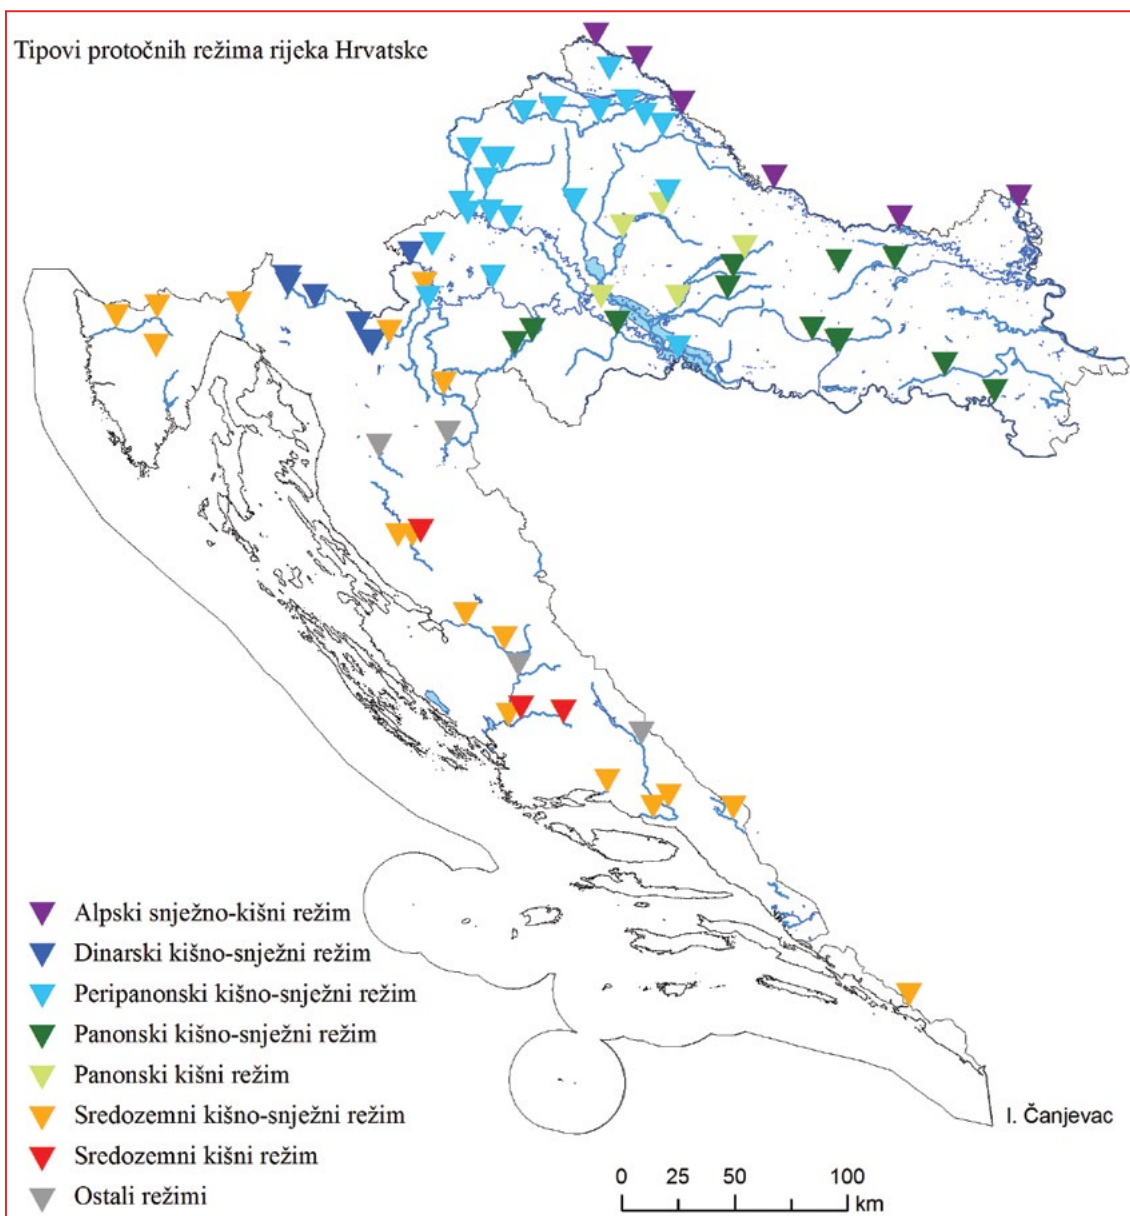 Tipovi protočnih režima rijeka Hrvatske
Alpski snježno-kišni režim
Dinarski kišno-snježni režim
Peripanonski kišno-snježni režim
Panonski kišno-snježni režim
Panonski kišni režim
Sredozemni kišno-snježni režim
Sredozemni kišni režim
Ostali režimi
I. Čanjevac
0 25 50 100
km